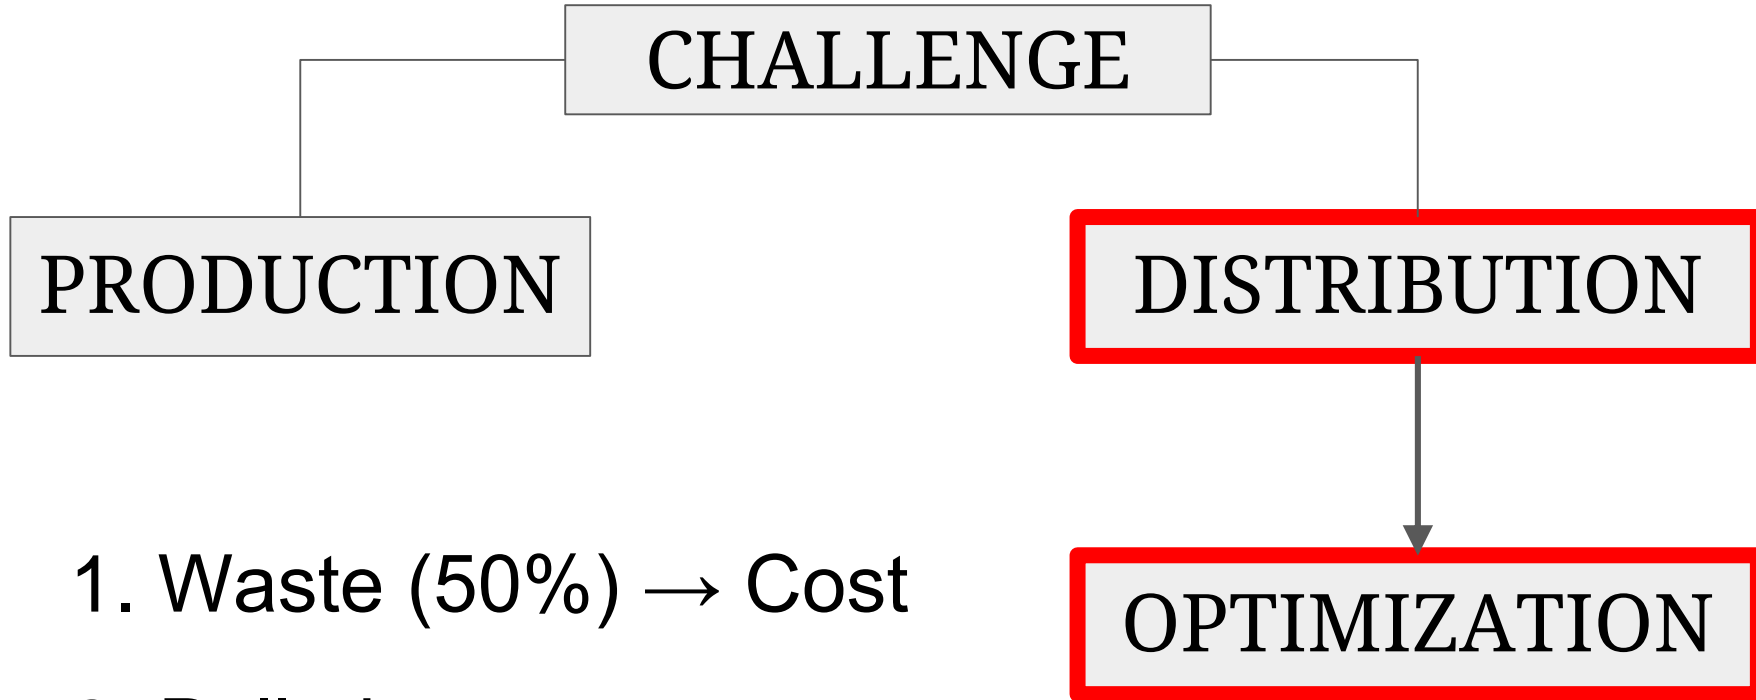 CHALLENGE
PRODUCTION
DISTRIBUTION
1. Waste (50%) → Cost
OPTIMIZATION